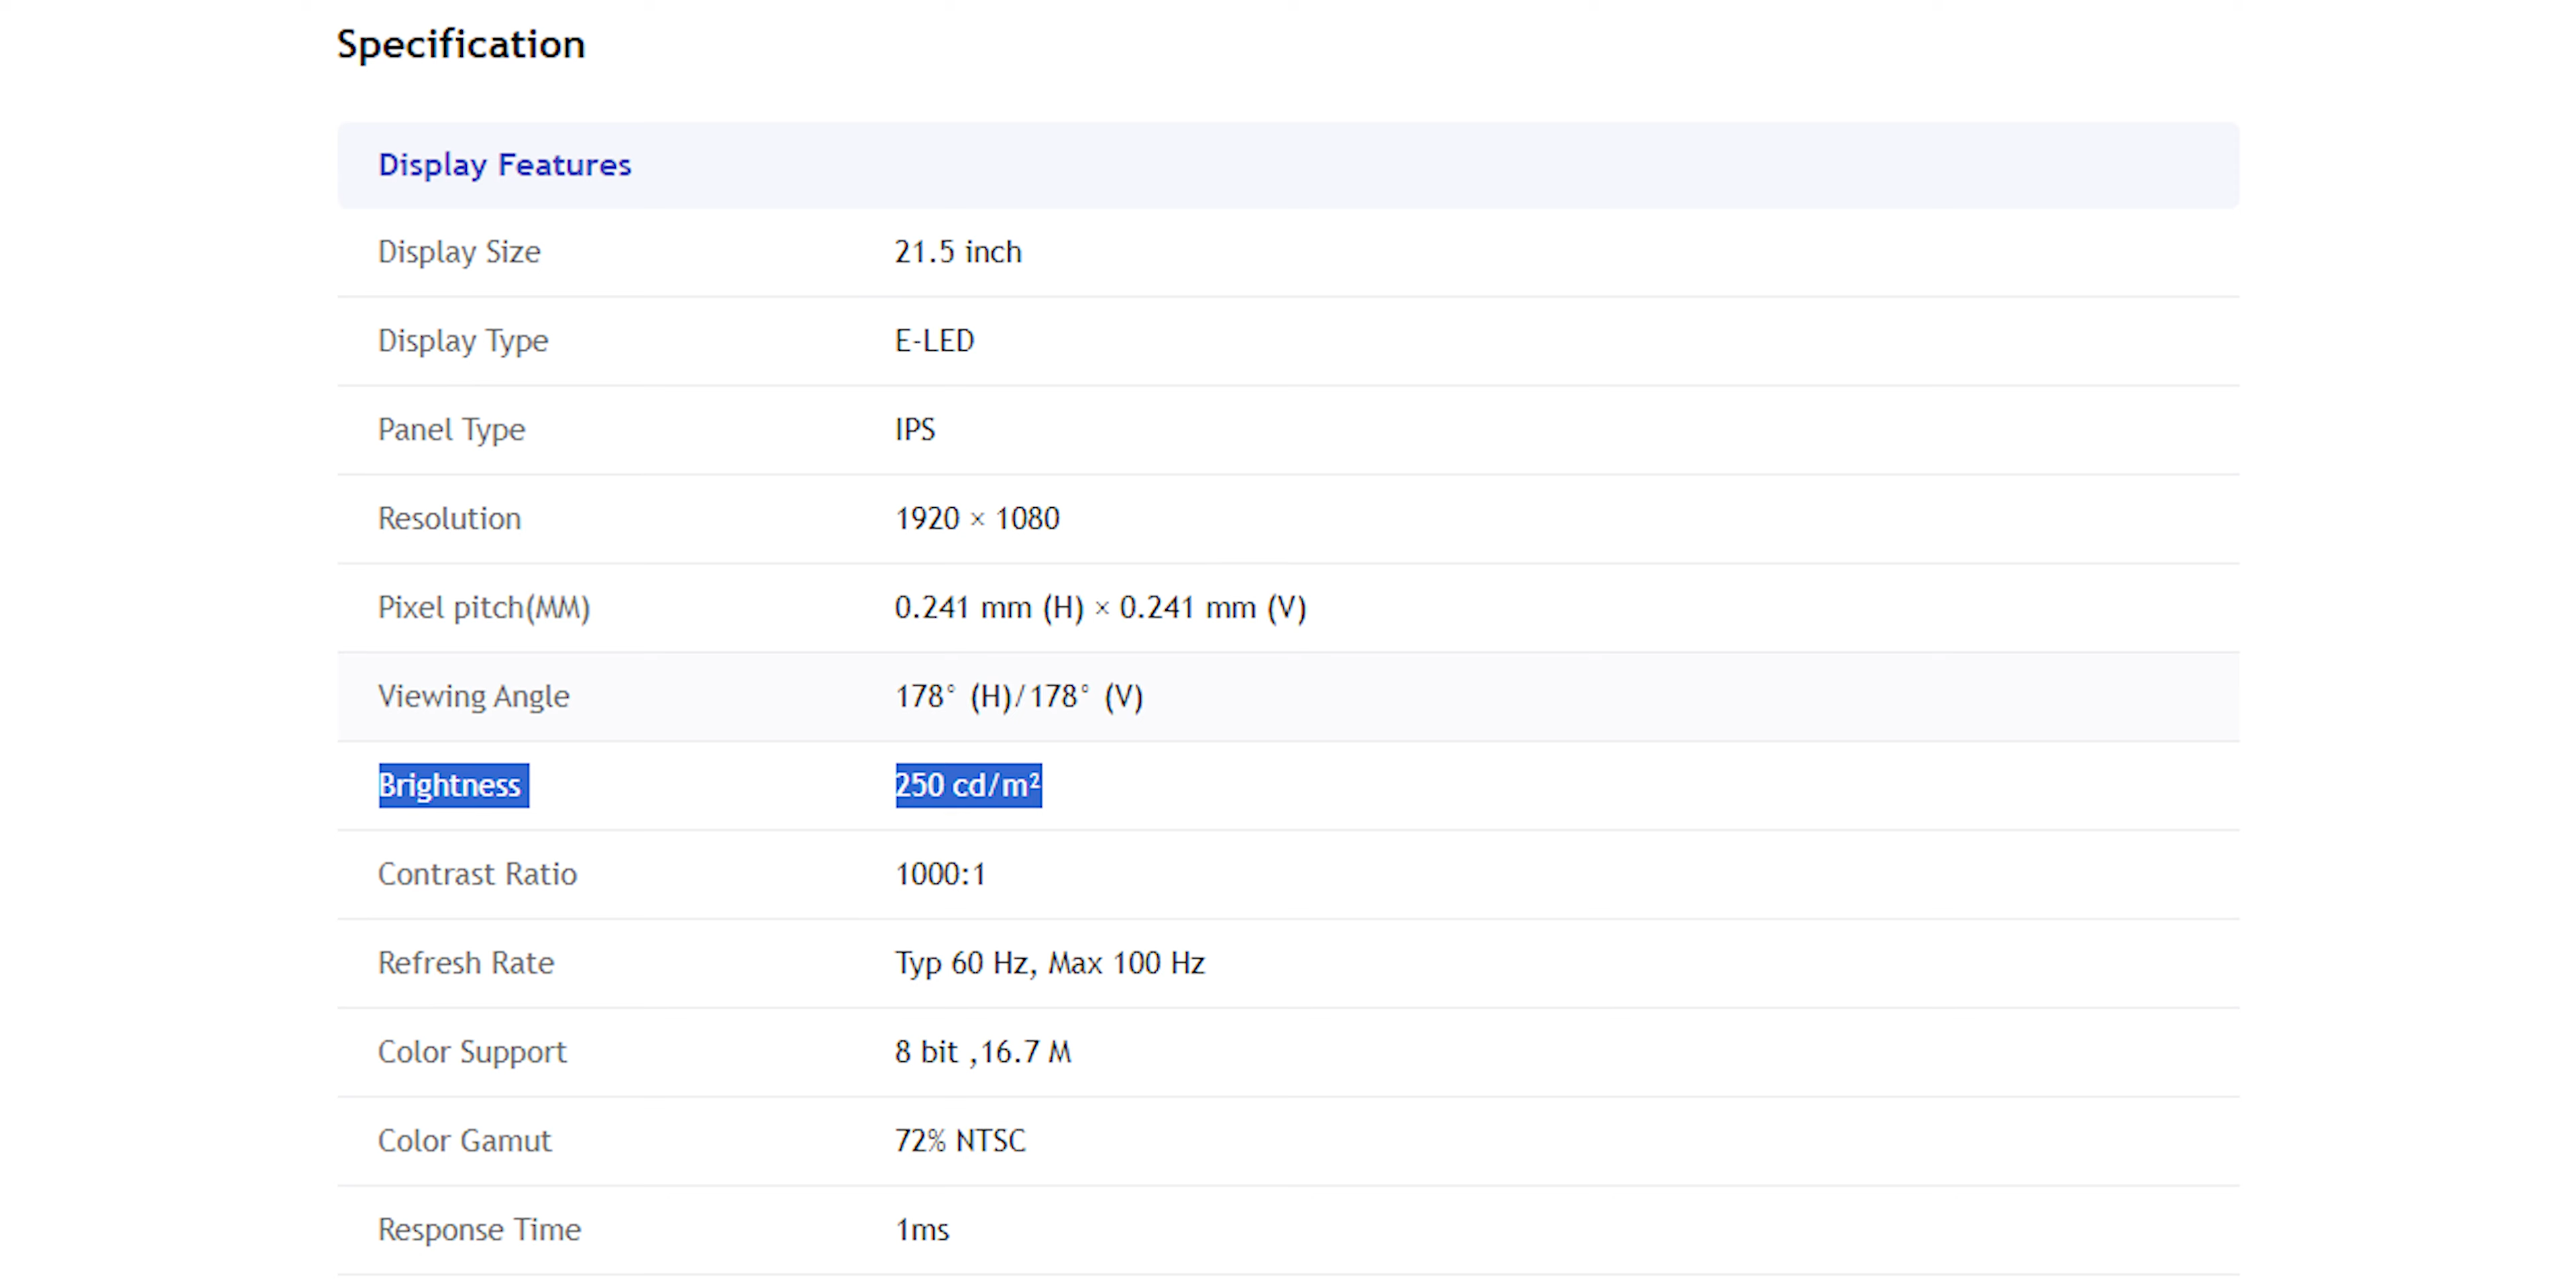 Specification
Display Features
Display Size 21.5 inch
Display Type E-LED
Panel Type IPS
Resolution 1920 × 1080
Pixel pitch(MM) 0.241 mm (H) × 0.241 mm (V)
Viewing Angle 178° (H)/178° (V)
Brightness 250 cd/m²
Contrast Ratio 1000:1
Refresh Rate Typ 60 Hz, Max 100 Hz
Color Support 8 bit ,16.7 M
Color Gamut 72% NTSC
Response Time 1ms